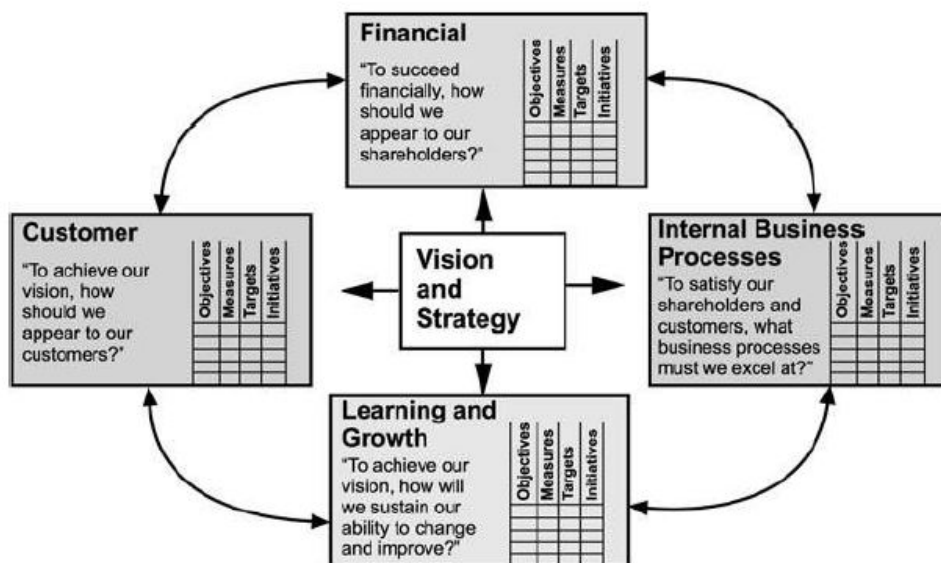 Financial
“To succeed
financially, how
should we
appear to our
shareholders?”
Objectives
Measures
Targets
Initiatives
Customer
“To achieve our
vision, how
should we
appear to our
customers?”
Objectives
Measures
Targets
Initiatives
Vision
and
Strategy
Internal Business
Processes
“To satisfy our
shareholders and
customers, what
business processes
must we excel at?”
Objectives
Measures
Targets
Initiatives
Learning and
Growth
“To achieve our
vision, how will
we sustain our
ability to change
and improve?”
Objectives
Measures
Targets
Initiatives